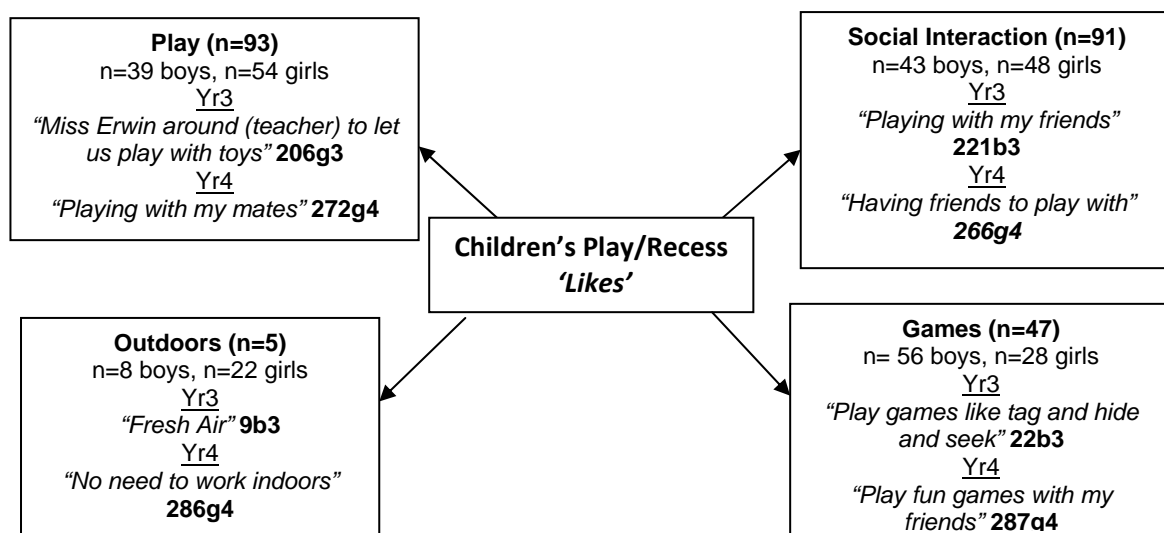 Play (n=93)
n=39 boys, n=54 girls
Yr3
“Miss Erwin around (teacher) to let
us play with toys” 206g3
Yr4
“Playing with my mates” 272g4
Social Interaction (n=91)
n=43 boys, n=48 girls
Yr3
“Playing with my friends”
221b3
Yr4
“Having friends to play with”
266g4
Children’s Play/Recess
‘Likes’
Outdoors (n=5)
n=8 boys, n=22 girls
Yr3
“Fresh Air” 9b3
Yr4
“No need to work indoors”
286g4
Games (n=47)
n= 56 boys, n=28 girls
Yr3
“Play games like tag and hide
and seek” 22b3
Yr4
“Play fun games with my
friends” 287g4